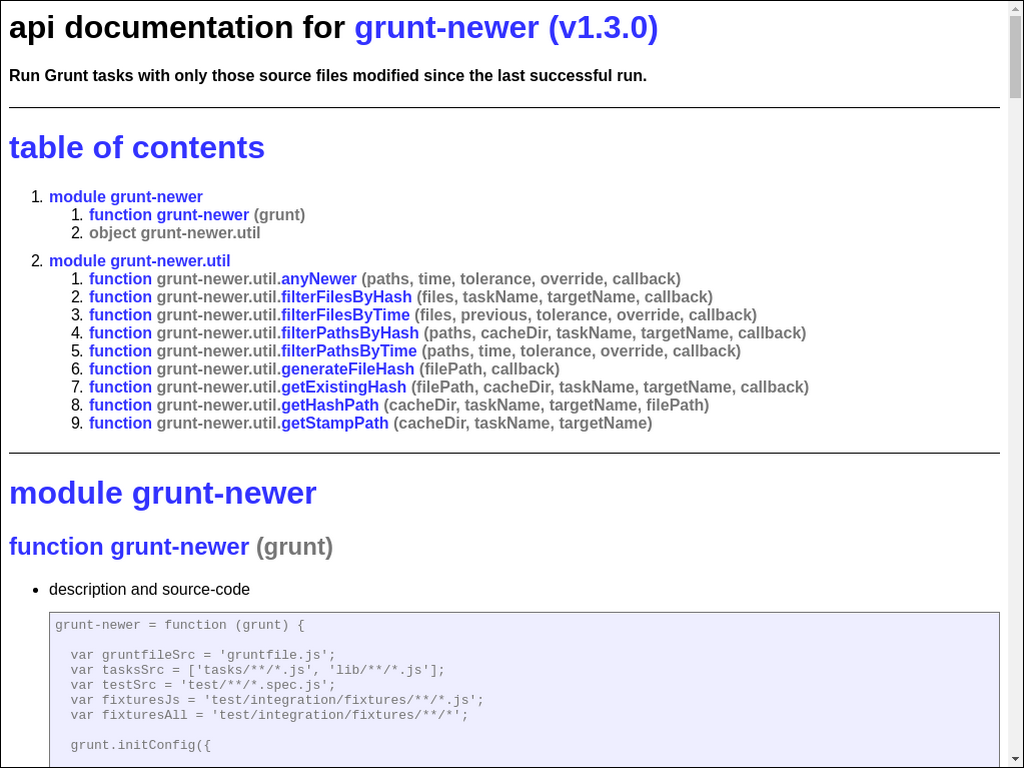 api documentation for grunt-newer (v1.3.0)
Run Grunt tasks with only those source files modified since the last successful run.
table of contents
1. module grunt-newer
1. function grunt-newer (grunt)
2. object grunt-newer.util
2. module grunt-newer.util
1. function grunt-newer.util.anyNewer (paths, time, tolerance, override, callback)
2. function grunt-newer.util.filterFilesByHash (files, taskName, targetName, callback)
3. function grunt-newer.util.filterFilesByTime (files, previous, tolerance, override, callback)
4. function grunt-newer.util.filterPathsByHash (paths, cacheDir, taskName, targetName, callback)
5. function grunt-newer.util.filterPathsByTime (paths, time, tolerance, override, callback)
6. function grunt-newer.util.generateFileHash (filePath, callback)
7. function grunt-newer.util.getExistingHash (filePath, cacheDir, taskName, targetName, callback)
8. function grunt-newer.util.getHashPath (cacheDir, taskName, targetName, filePath)
9. function grunt-newer.util.getStampPath (cacheDir, taskName, targetName)
module grunt-newer
function grunt-newer (grunt)
• description and source-code
grunt-newer = function (grunt) {
  var gruntfileSrc = 'gruntfile.js';
  var tasksSrc = ['tasks/**/*.js', 'lib/**/*.js'];
  var testSrc = 'test/**/*.spec.js';
  var fixturesJs = 'test/integration/fixtures/**/*.js';
  var fixturesAll = 'test/integration/fixtures/**/*';
  grunt.initConfig({